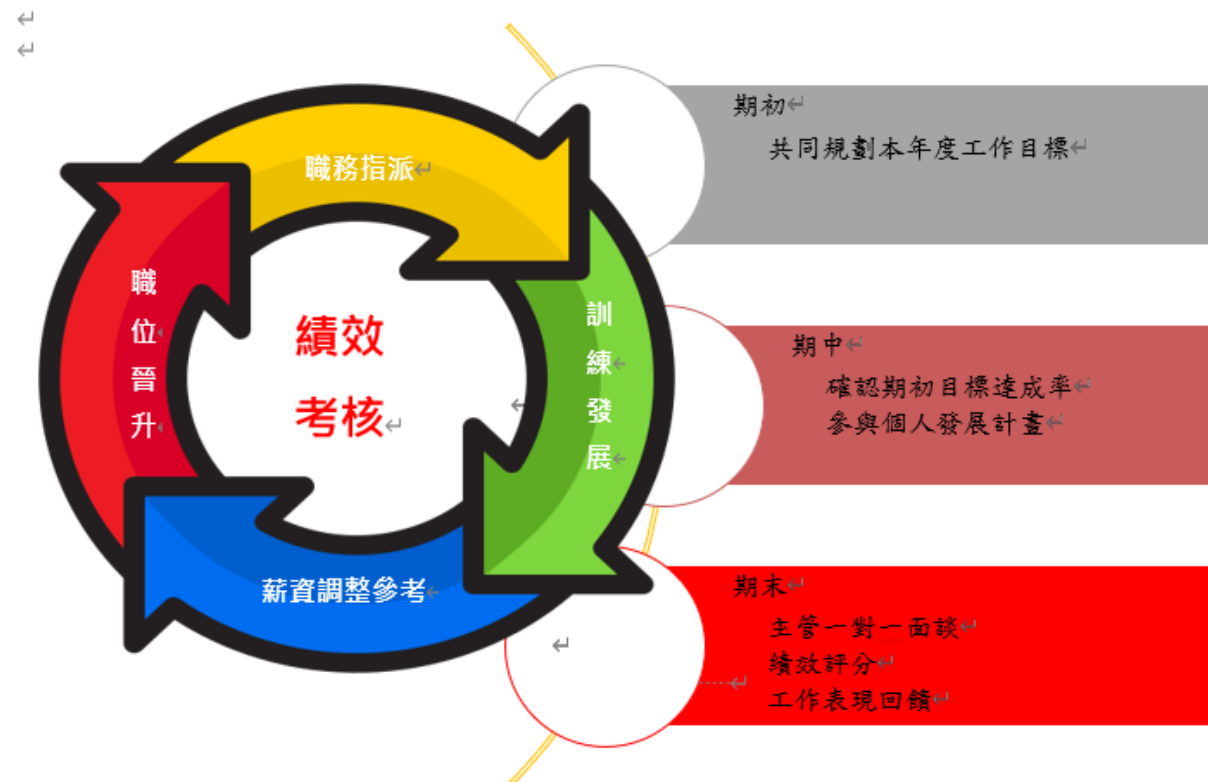 職務指派
職位晉升
績效
考核
訓練發展
薪資調整參考
期初
共同規劃本年度工作目標
期中
確認期初目標達成率
參與個人發展計畫
期末
主管一對一面談
績效評分
工作表現回饋